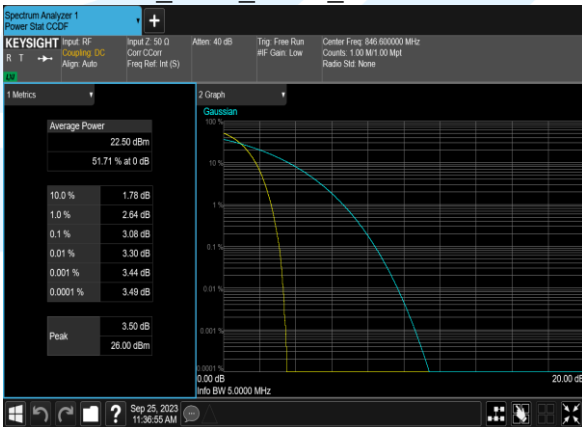 Spectrum Analyzer 1
Power Stat CCDF
+
KEYSIGHT
R T
LW
Input: RF
Coupling: DC
Align: Auto
Input Z: 50 Ω
Corr CCorr
Freq Ref: Int (S)
Atten: 40 dB
Trig: Free Run
#IF Gain: Low
Center Freq: 846.600000 MHz
Counts: 1.00 M/1.00 Mpt
Radio Std: None
1 Metrics
Average Power
22.50 dBm
51.71 % at 0 dB
10.0 % 1.78 dB
1.0 % 2.64 dB
0.1 % 3.08 dB
0.01 % 3.30 dB
0.001 % 3.44 dB
0.0001 % 3.49 dB
Peak
3.50 dB
26.00 dBm
2 Graph
Gaussian
100 %
10 %
1 %
0.1 %
0.01 %
0.001 %
0.0001 %
0.00 dB 20.00 dB
Info BW 5.0000 MHz
?
Sep 25, 2023
11:36:55 AM